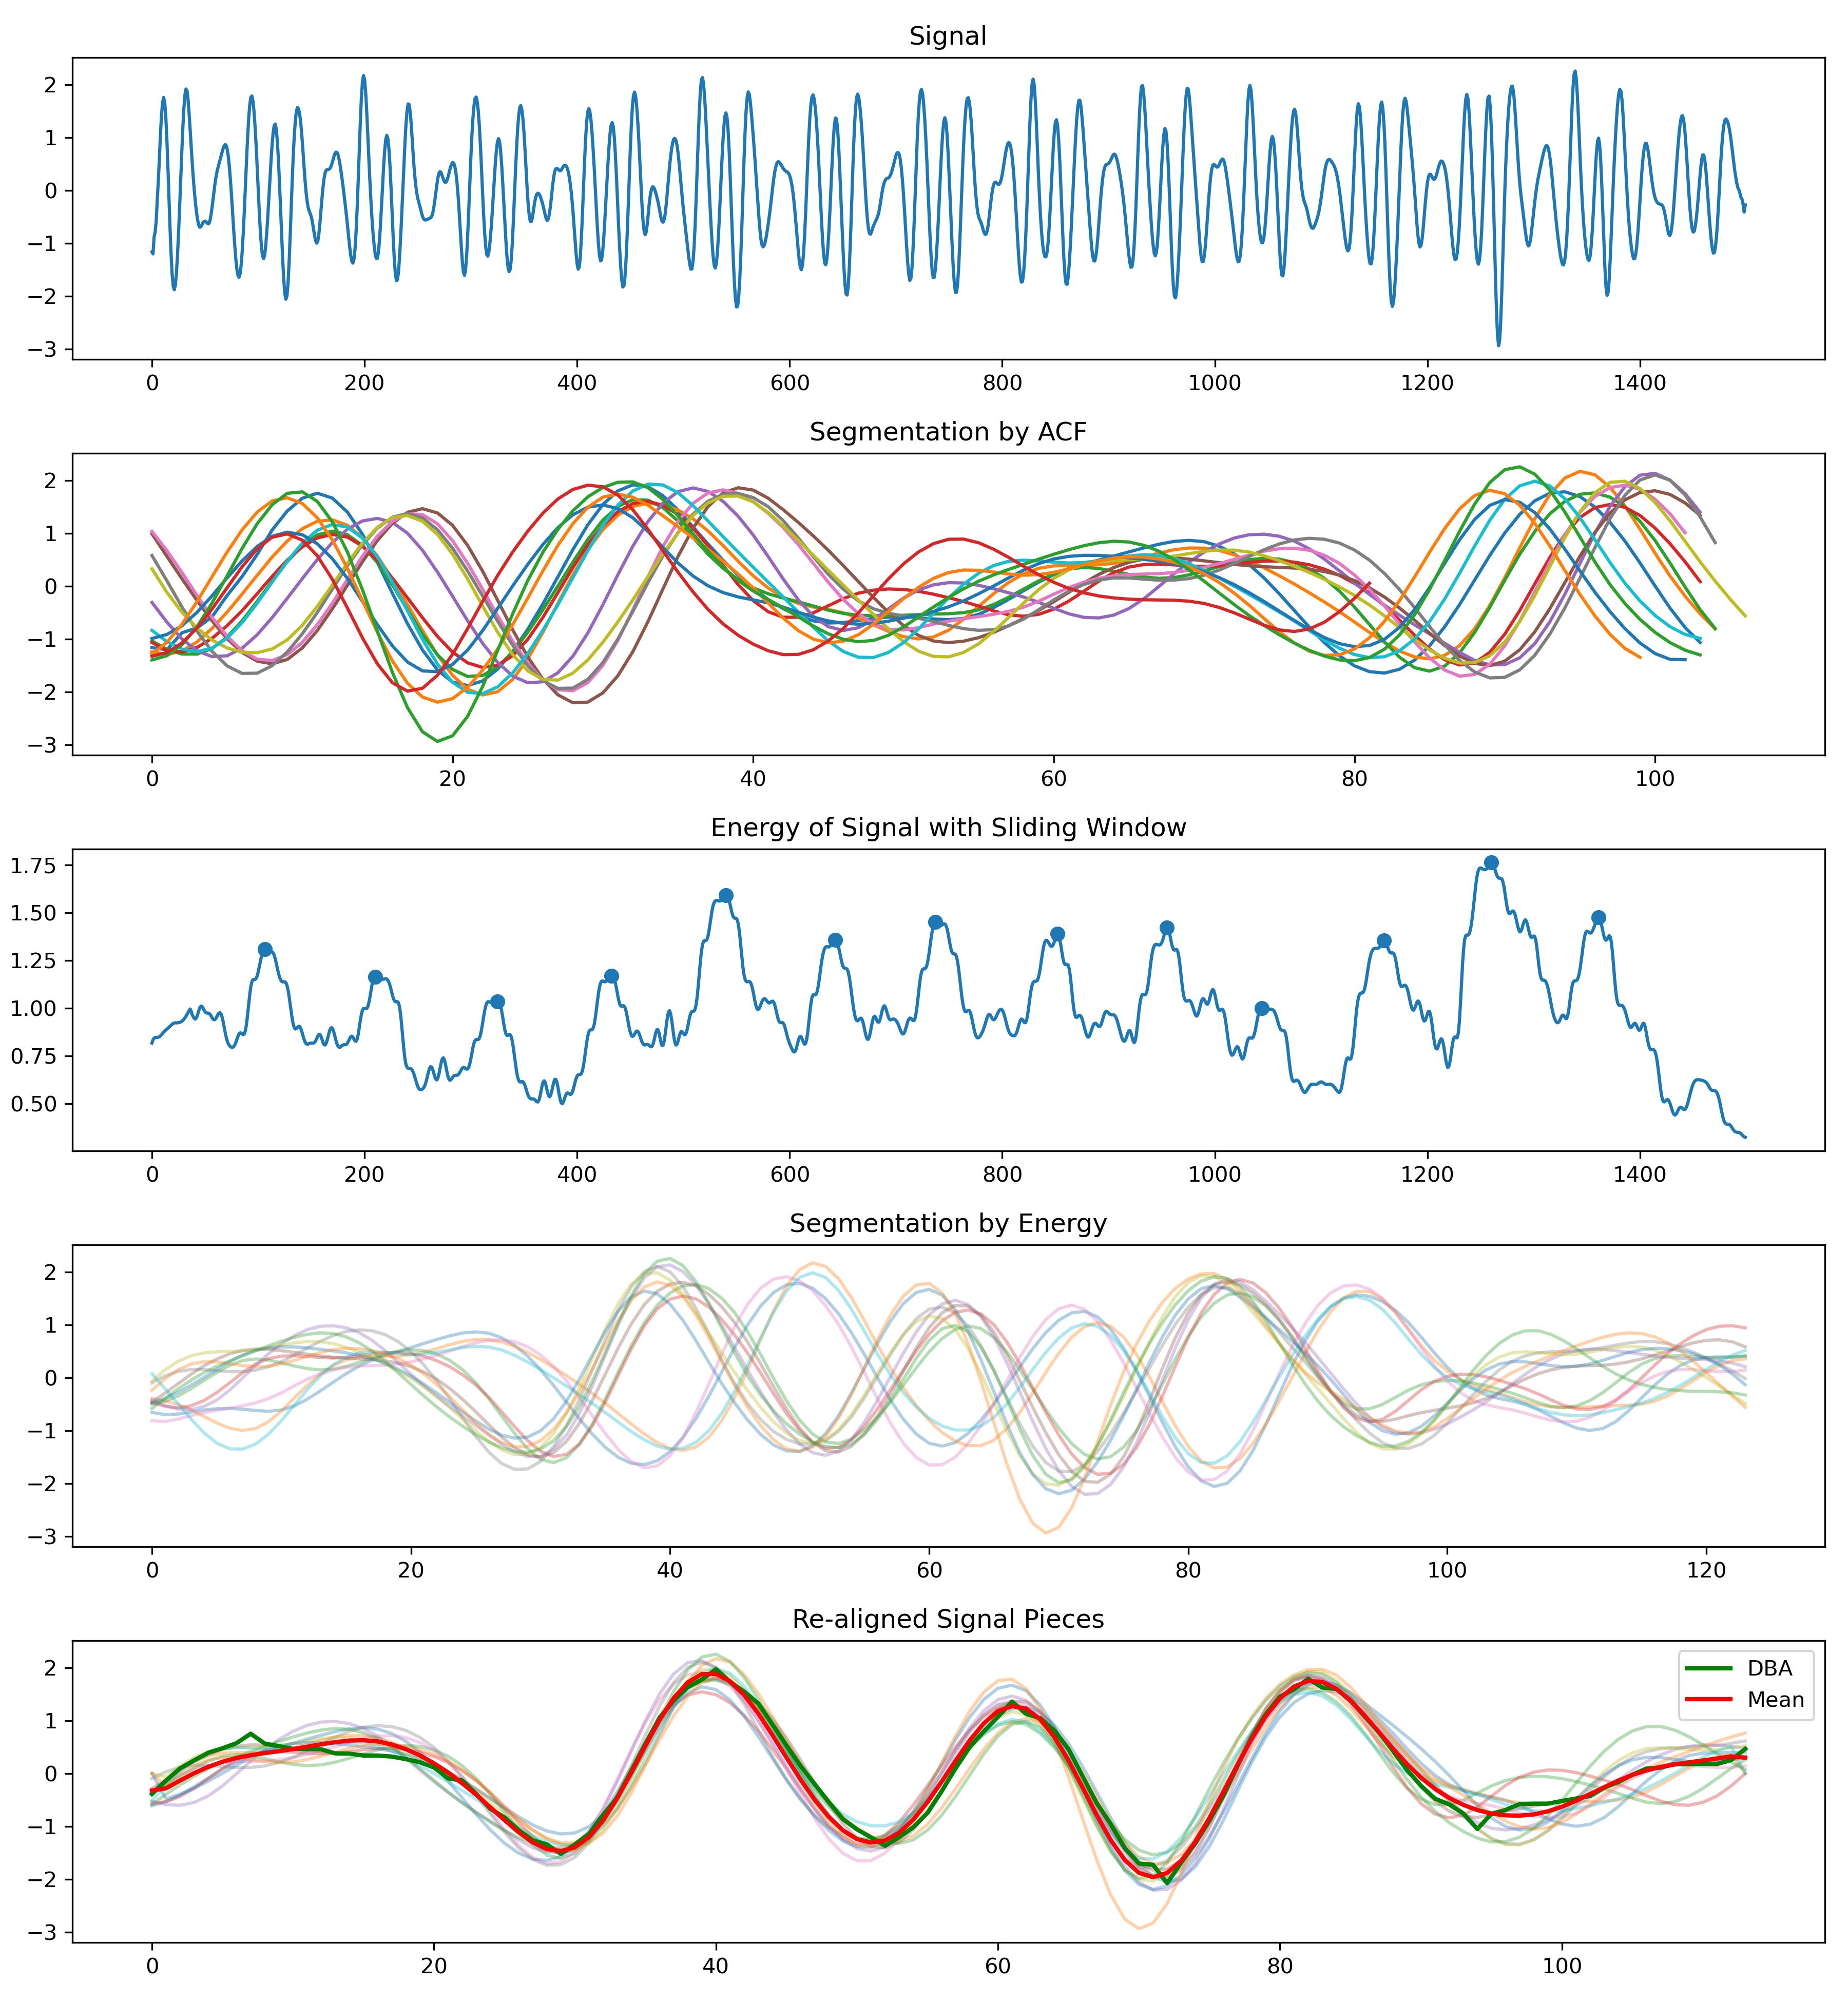 Signal
2
1
0
−1
−2
−3
0 200 400 600 800 1000 1200 1400
Segmentation by ACF
2
1
0
−1
−2
−3
0 20 40 60 80 100
Energy of Signal with Sliding Window
1.75
1.50
1.25
1.00
0.75
0.50
0 200 400 600 800 1000 1200 1400
Segmentation by Energy
2
1
0
−1
−2
−3
0 20 40 60 80 100 120
Re-aligned Signal Pieces
DBA
Mean
2
1
0
−1
−2
−3
0 20 40 60 80 100